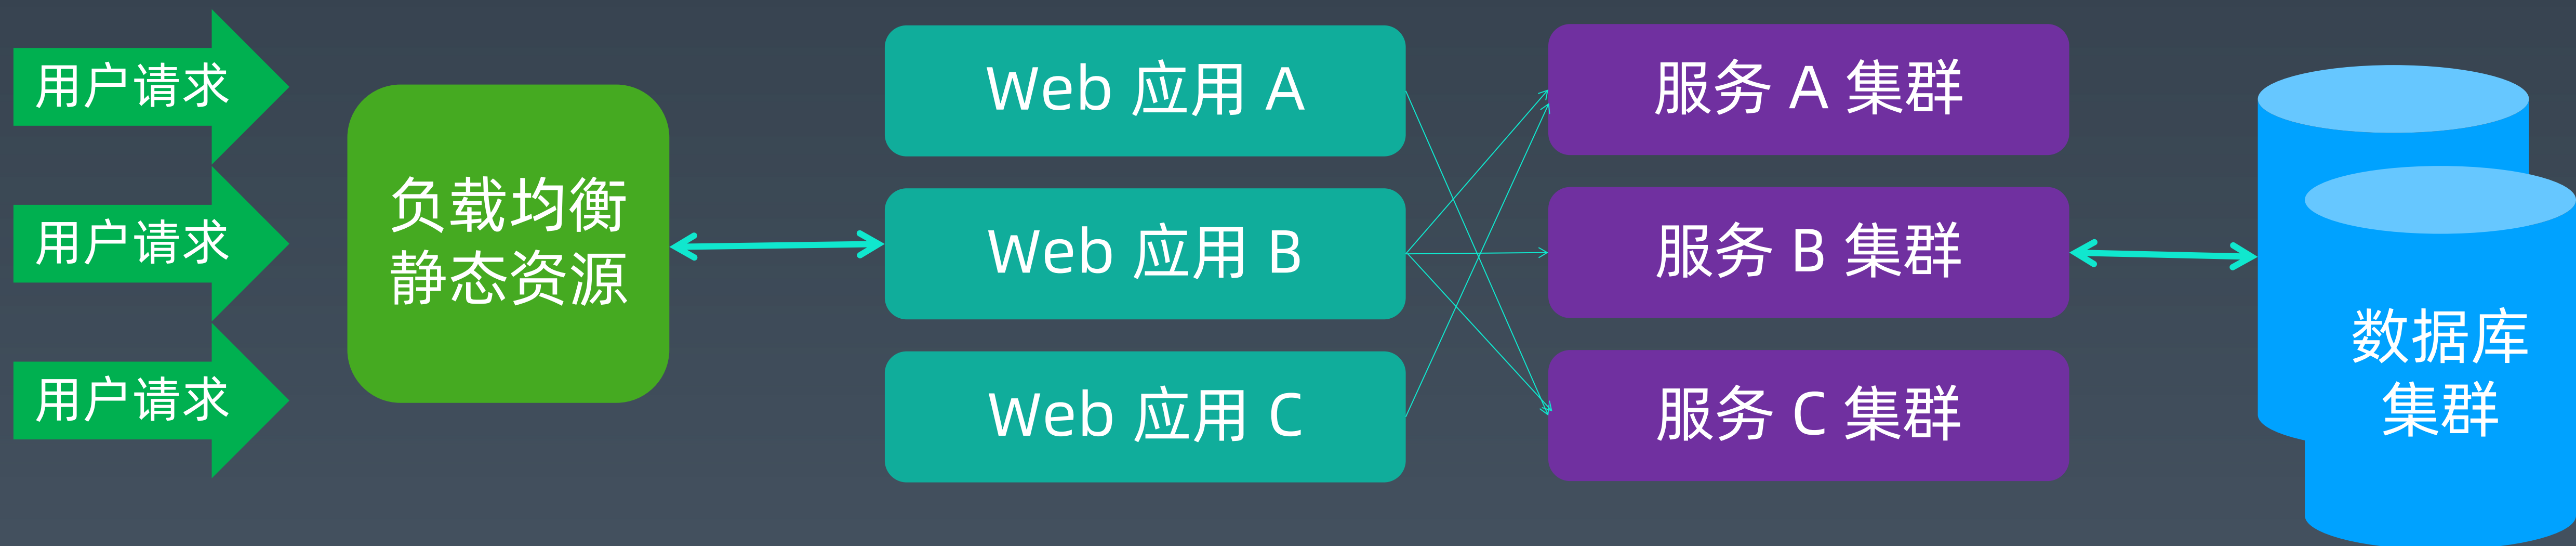 用户请求
用户请求
用户请求
负载均衡
静态资源
Web 应用 A
Web 应用 B
Web 应用 C
服务 A 集群
服务 B 集群
服务 C 集群
数据库
集群